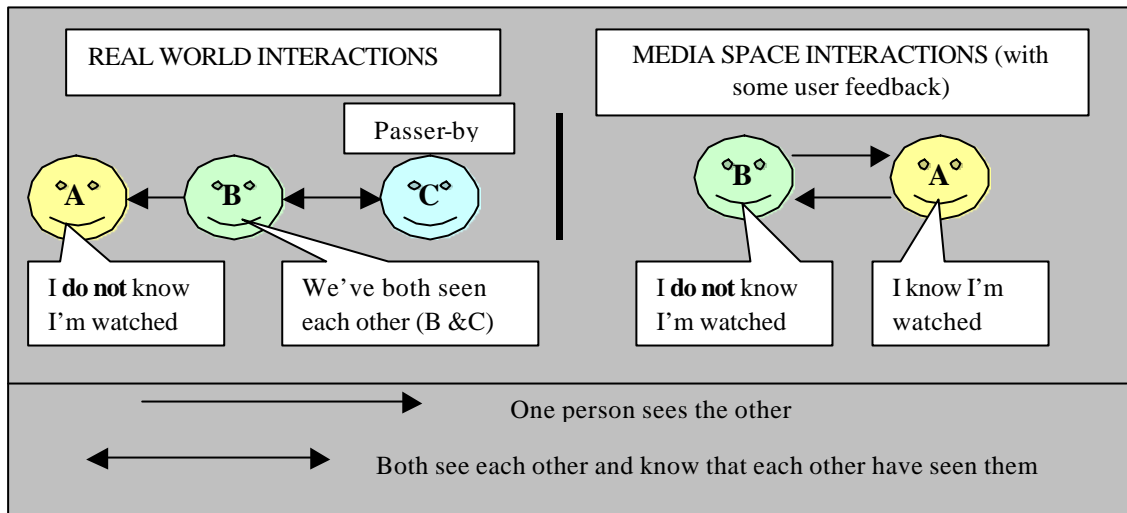 REAL WORLD INTERACTIONS
Passer-by
A
B
C
I do not know
I'm watched
We've both seen
each other (B &C)
MEDIA SPACE INTERACTIONS (with
some user feedback)
B
A
I do not know
I'm watched
I know I'm
watched
One person sees the other
Both see each other and know that each other have seen them